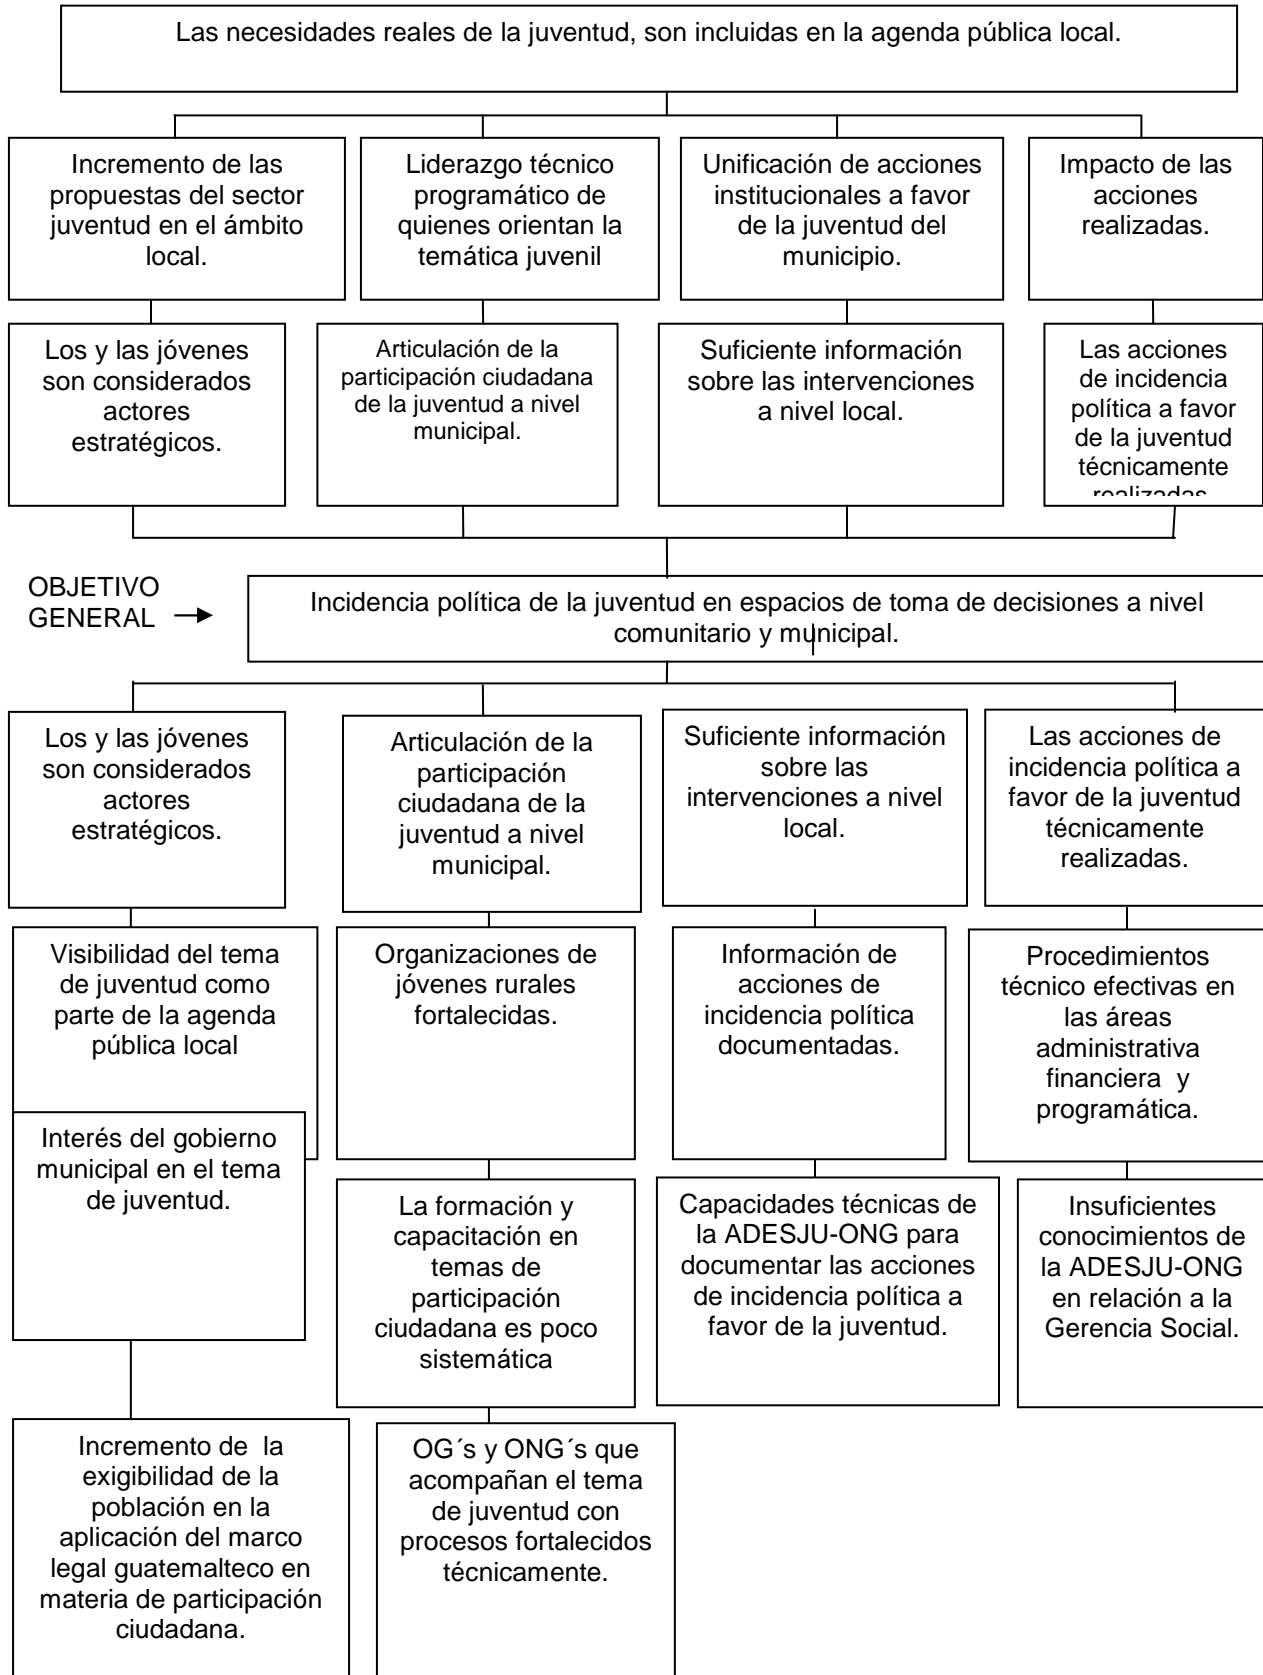 Las necesidades reales de la juventud, son incluidas en la agenda pública local.
Incremento de las
propuestas del sector
juventud en el ámbito
local.
Liderazgo técnico
programático de
quienes orientan la
temática juvenil
Unificación de acciones
institucionales a favor
de la juventud del
municipio.
Impacto de las
acciones
realizadas.
Los y las jóvenes
son considerados
actores
estratégicos.
Articulación de la
participación ciudadana
de la juventud a nivel
municipal.
Suficiente información
sobre las intervenciones
a nivel local.
Las acciones
de incidencia
política a favor
de la juventud
técnicamente
realizadas.
OBJETIVO
GENERAL
Incidencia política de la juventud en espacios de toma de decisiones a nivel
comunitario y municipal.
Los y las jóvenes
son considerados
actores
estratégicos.
Articulación de la
participación
ciudadana de la
juventud a nivel
municipal.
Suficiente información
sobre las
intervenciones a nivel
local.
Las acciones de
incidencia política a
favor de la juventud
técnicamente
realizadas.
Visibilidad del tema
de juventud como
parte de la agenda
pública local
Organizaciones de
jóvenes rurales
fortalecidas.
Información de
acciones de
incidencia política
documentadas.
Procedimientos
técnico efectivas en
las áreas
administrativa
financiera y
programática.
Interés del gobierno
municipal en el tema
de juventud.
La formación y
capacitación en
temas de
participación
ciudadana es poco
sistemática
Capacidades técnicas de
la ADESJU-ONG para
documentar las acciones
de incidencia política a
favor de la juventud.
Insuficientes
conocimientos de
la ADESJU-ONG
en relación a la
Gerencia Social.
Incremento de la
exigibilidad de la
población en la
aplicación del marco
legal guatemalteco en
materia de participación
ciudadana.
OG´s y ONG´s que
acompañan el tema
de juventud con
procesos fortalecidos
técnicamente.